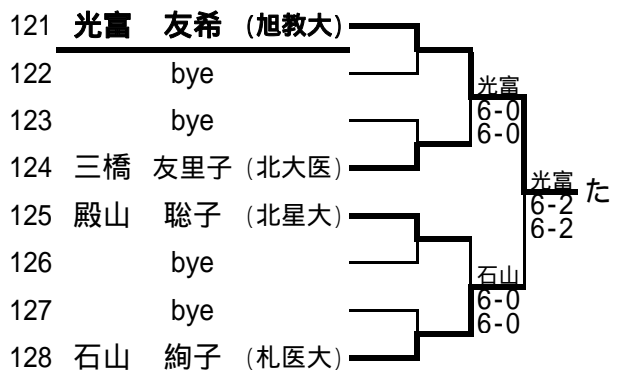 121 光富 友希 (旭教大)
122 bye
光富
6-0
6-0
123 bye
124 三橋 友里子 (北大医)
光富
6-2
6-2
た
125 殿山 聡子 (北星大)
126 bye
石山
6-0
6-0
127 bye
128 石山 絢子 (札医大)